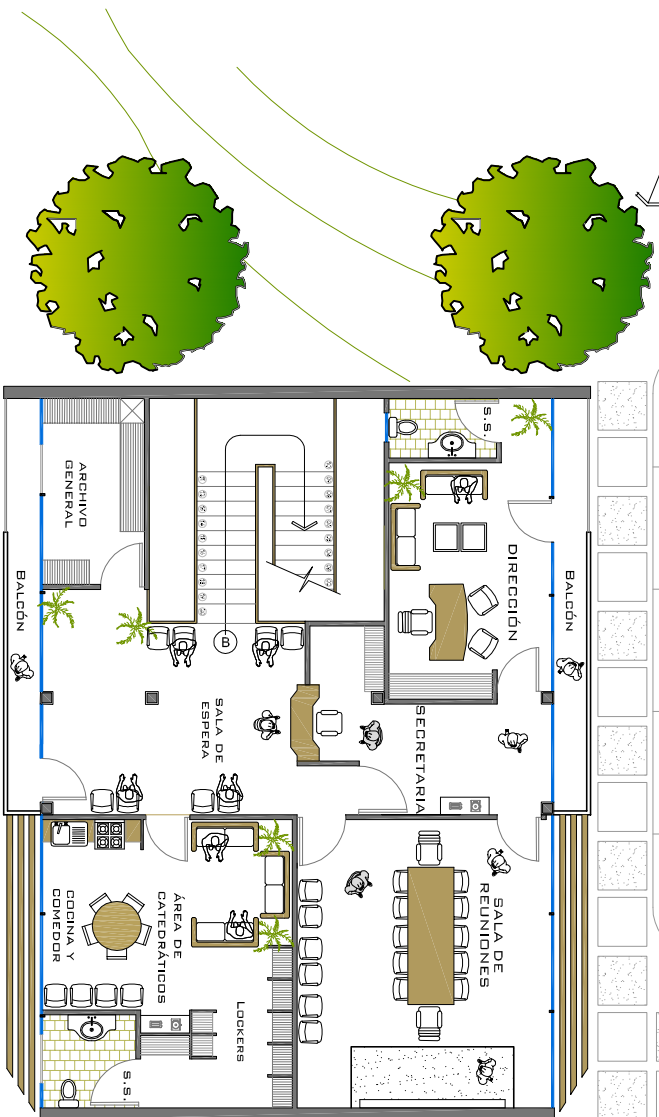 S.S.
ARCHIVO
GENERAL
DIRECCIÓN
BALCÓN
BALCÓN
B
SALA DE
ESPERA
SECRETARIA
SALA DE
REUNIONES
COCINA Y
COMEDOR
ÁREA DE
CATEDRÁTICOS
LOCKERS
S.S.